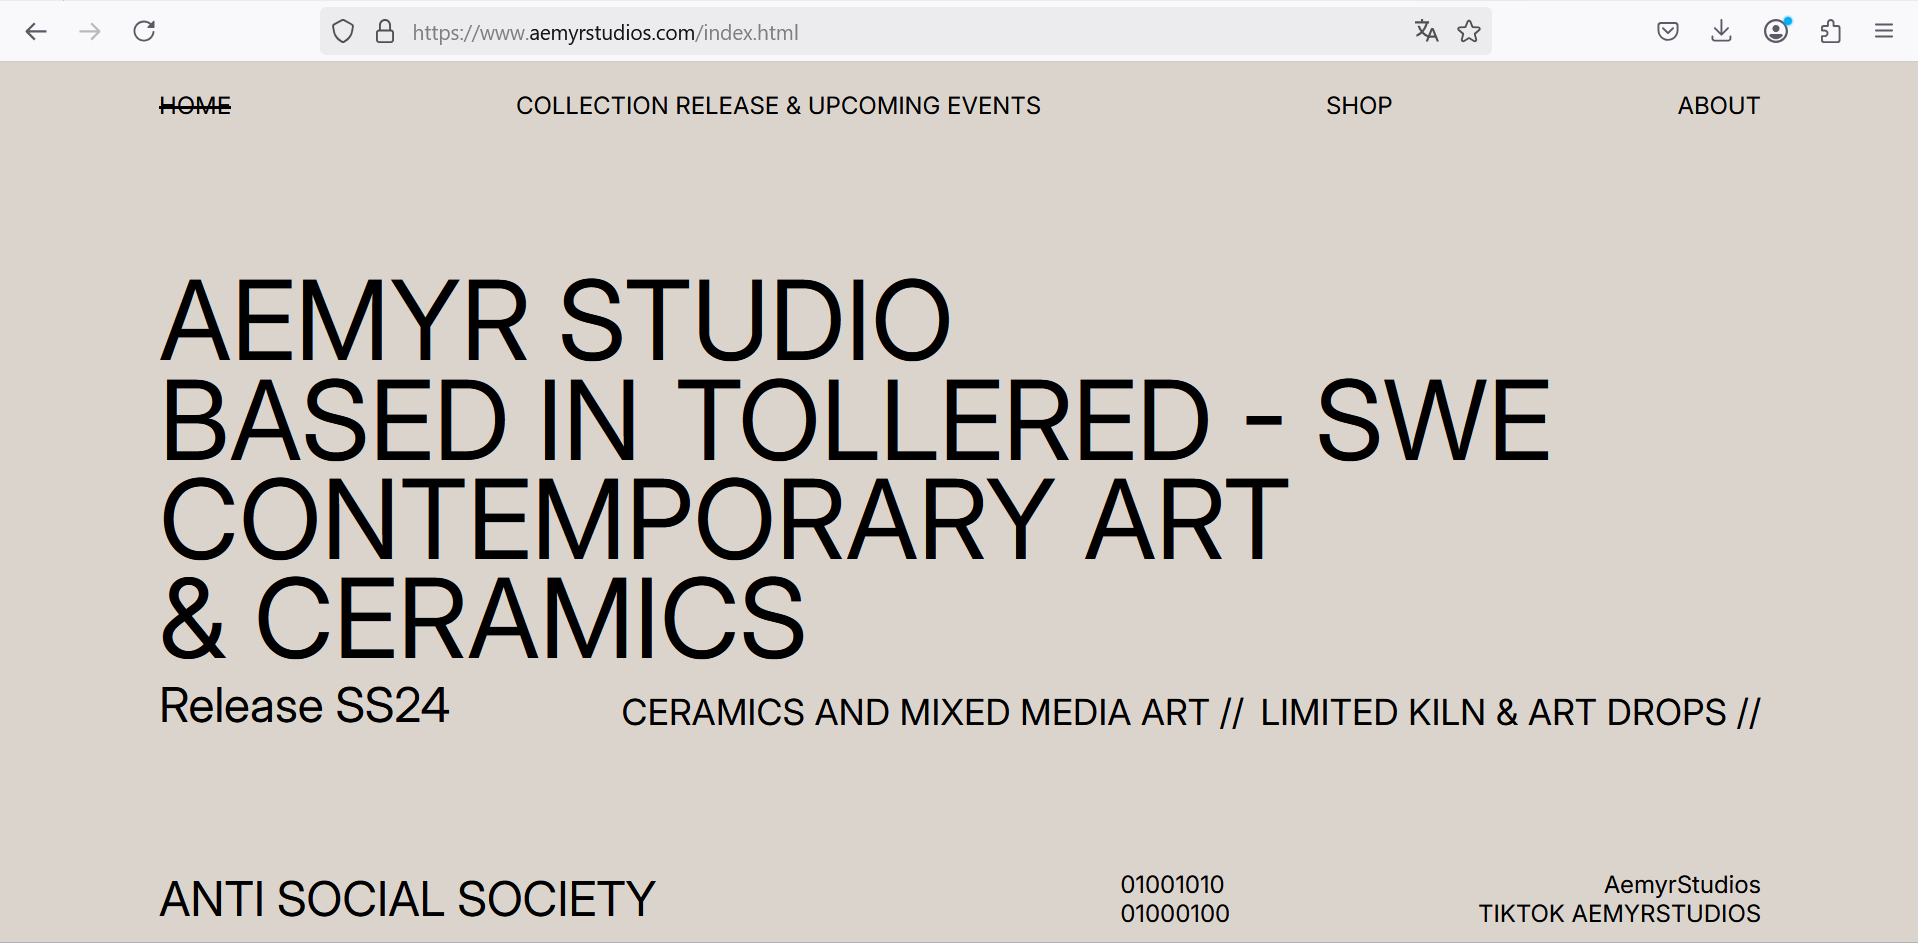 https://www.aemyrstudios.com/index.html
HOME
COLLECTION RELEASE & UPCOMING EVENTS
SHOP
ABOUT
AEMYR STUDIO
BASED IN TOLLERED - SWE
CONTEMPORARY ART
& CERAMICS
Release SS24
CERAMICS AND MIXED MEDIA ART // LIMITED KILN & ART DROPS //
ANTI SOCIAL SOCIETY
01001010
01000100
AemyrStudios
TIKTOK AEMYRSTUDIOS